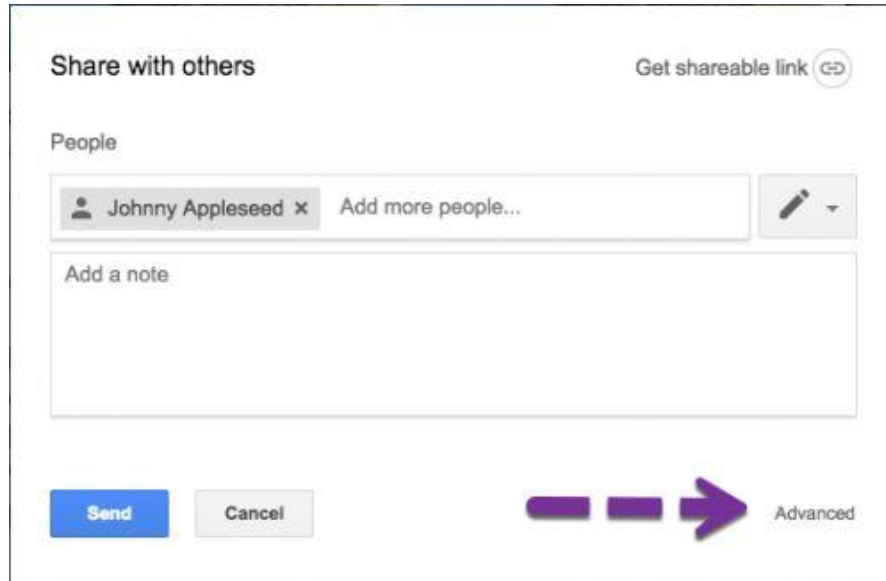 Share with others
Get shareable link
People
Johnny Appleseed × Add more people...
Add a note
Send
Cancel
Advanced